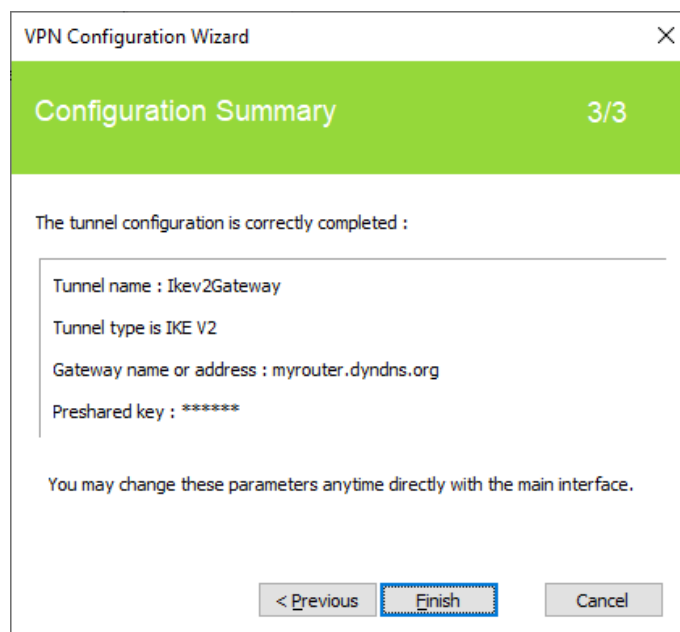 VPN Configuration Wizard
Configuration Summary 3/3
The tunnel configuration is correctly completed :
Tunnel name : Ikev2Gateway
Tunnel type is IKE V2
Gateway name or address : myrouter.dyndns.org
Preshared key : ******
You may change these parameters anytime directly with the main interface.
< Previous Finish Cancel